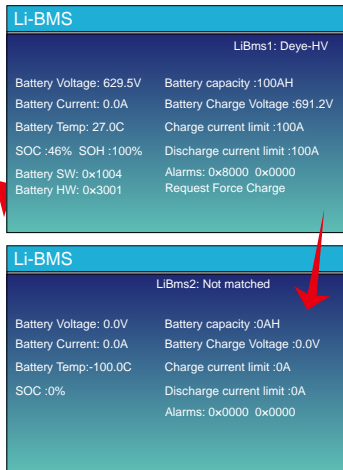 Li-BMS
LiBms1: Deye-HV
Battery Voltage: 629.5V Battery capacity :100AH
Battery Current: 0.0A Battery Charge Voltage :691.2V
Battery Temp: 27.0C Charge current limit :100A
SOC :46% SOH :100% Discharge current limit :100A
Battery SW: 0×1004 Alarms: 0×8000 0×0000
Battery HW: 0×3001 Request Force Charge
Li-BMS
LiBms2: Not matched
Battery Voltage: 0.0V Battery capacity :0AH
Battery Current: 0.0A Battery Charge Voltage :0.0V
Battery Temp:-100.0C Charge current limit :0A
SOC :0% Discharge current limit :0A
Alarms: 0×0000 0×0000